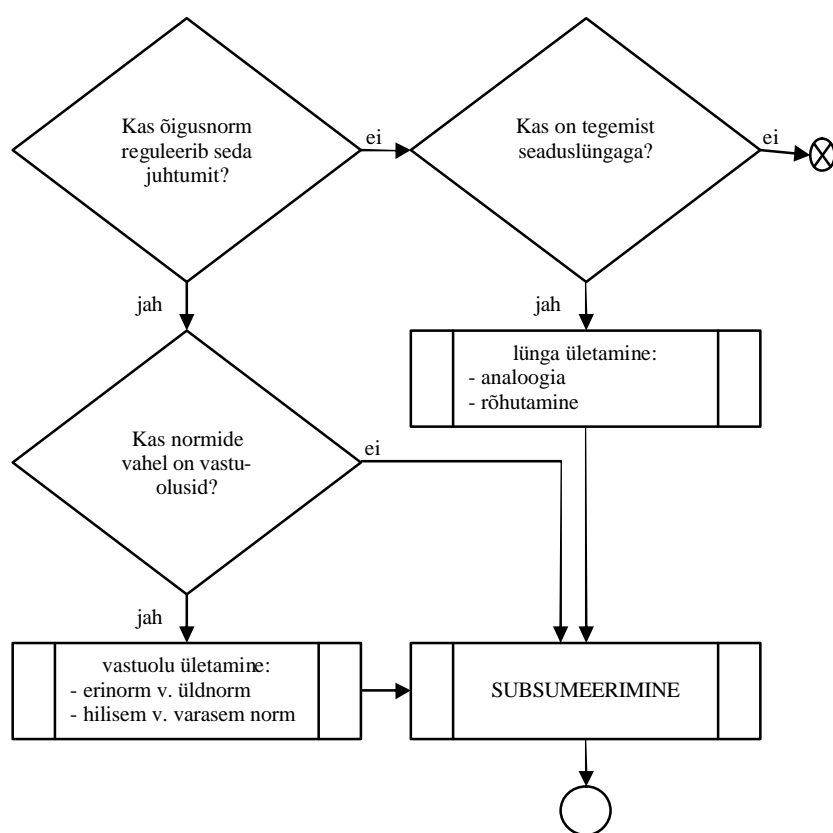 Kas õigusnorm
reguleerib seda
juhtumit?
ei
Kas on tegemist
seaduslüngaga?
ei
jah
jah
lünga ületamine:
- analoogia
- rõhutamine
Kas normide
vahel on vastu-
olusid?
ei
jah
vastuolu ületamine:
- erinorm v. üldnorm
- hilisem v. varasem norm
SUBSUMEERIMINE